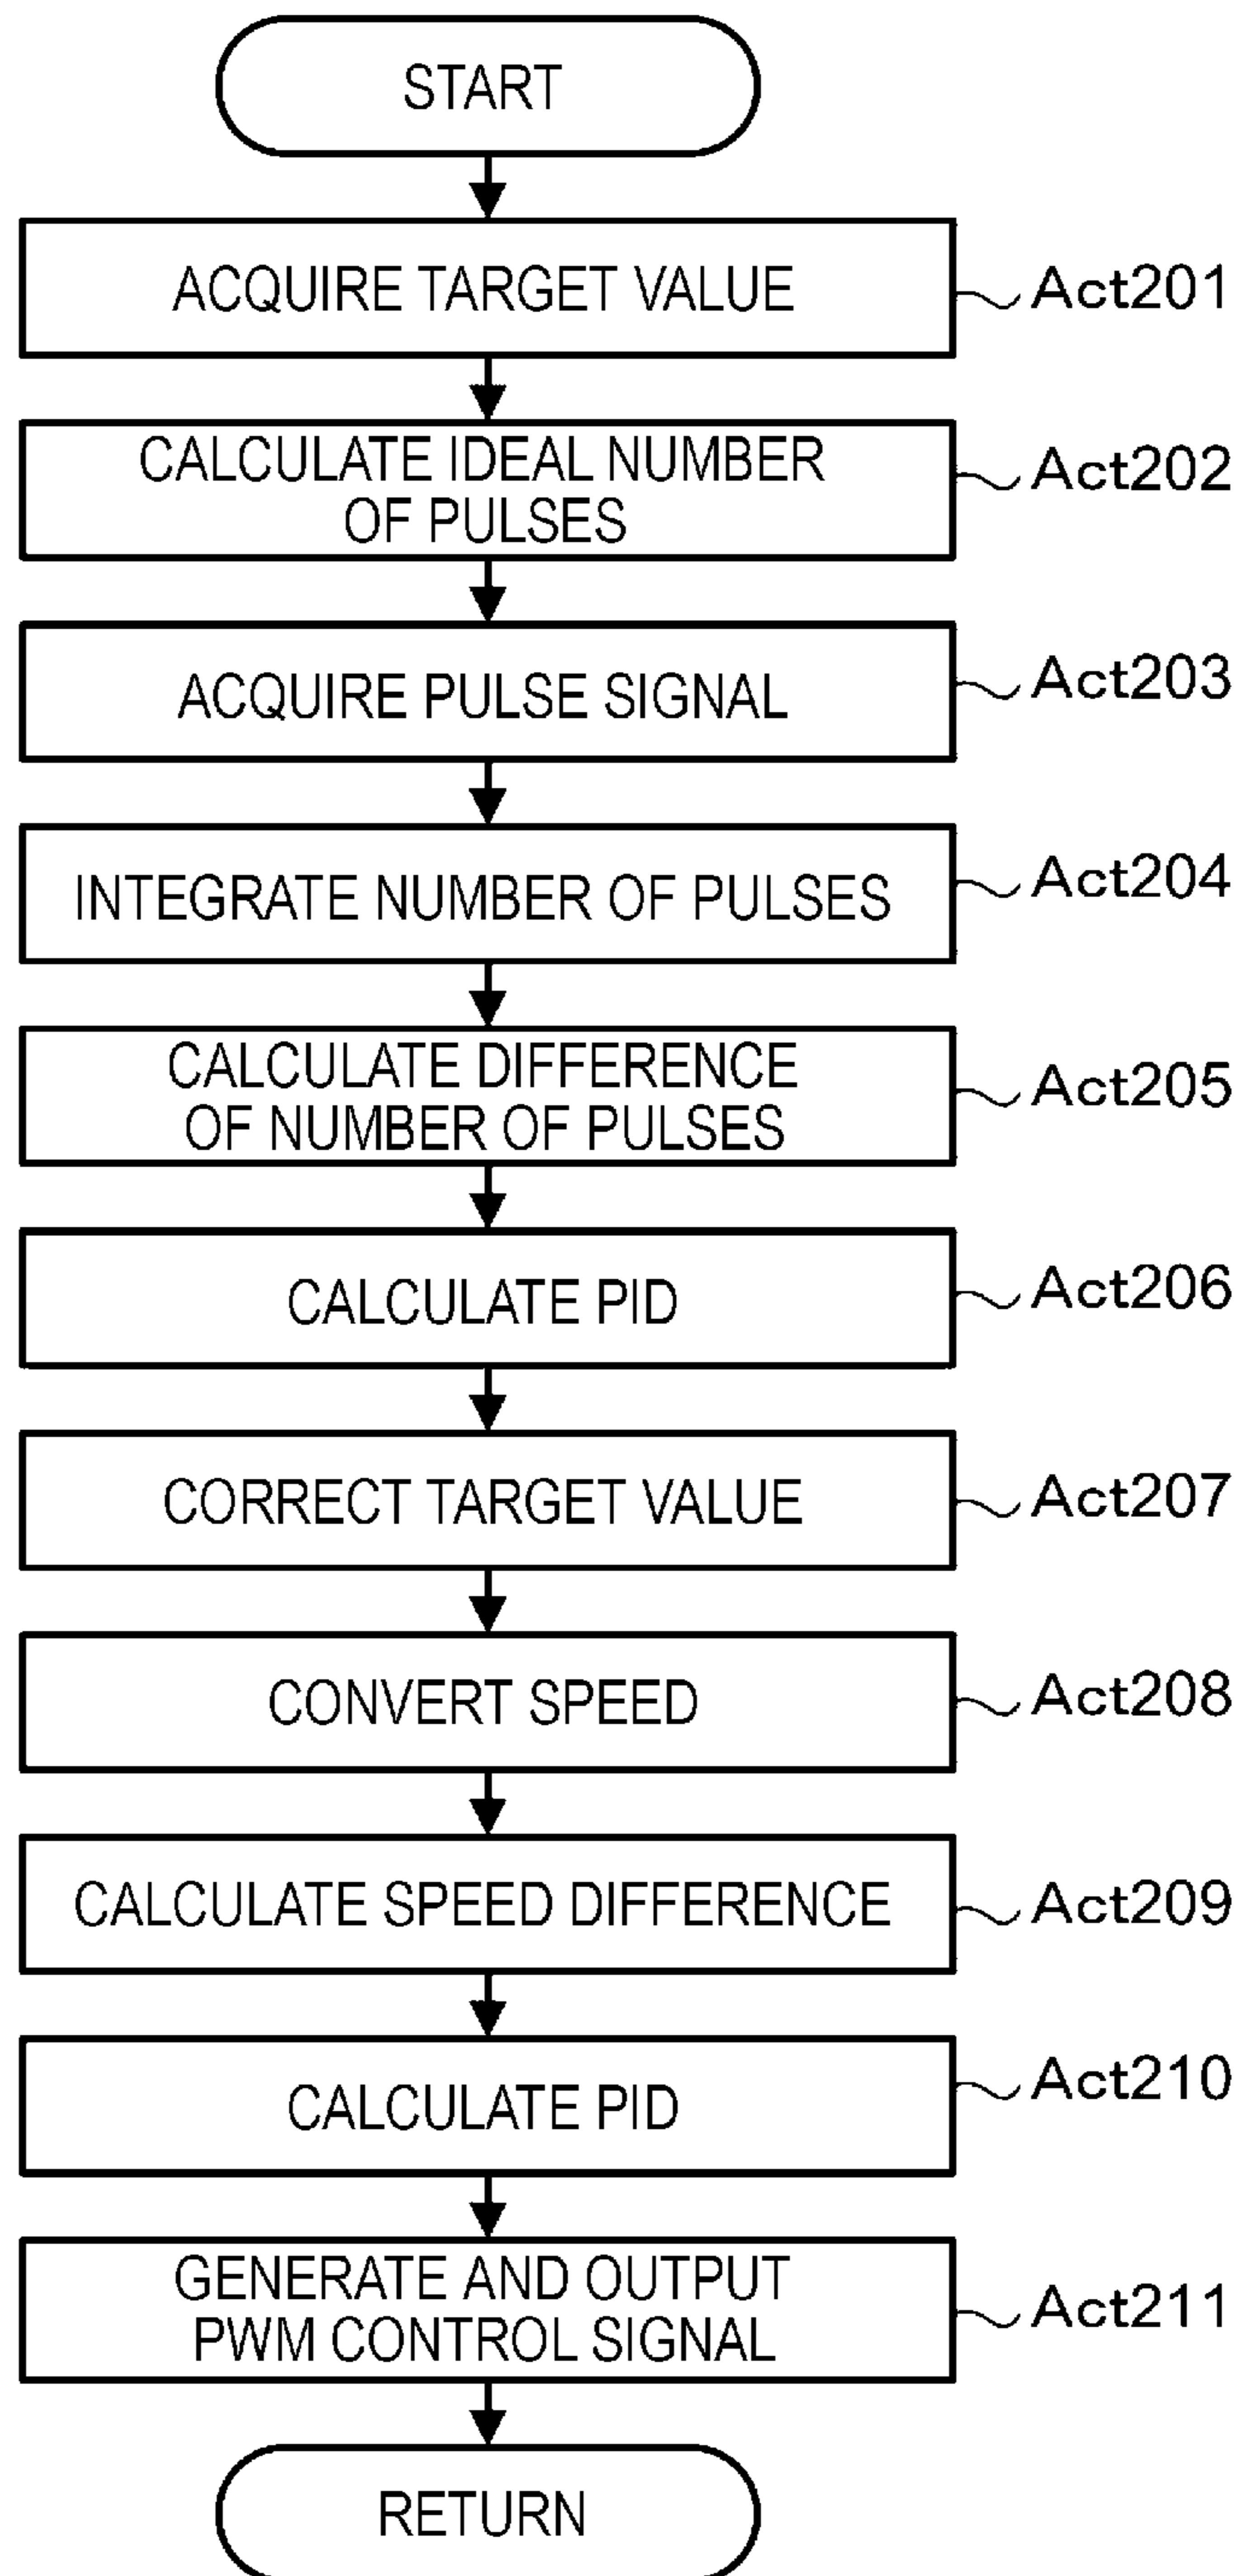 START
ACQUIRE TARGET VALUE
Act201
CALCULATE IDEAL NUMBER
OF PULSES
Act202
ACQUIRE PULSE SIGNAL
Act203
INTEGRATE NUMBER OF PULSES
Act204
CALCULATE DIFFERENCE
OF NUMBER OF PULSES
Act205
CALCULATE PID
Act206
CORRECT TARGET VALUE
Act207
CONVERT SPEED
Act208
CALCULATE SPEED DIFFERENCE
Act209
CALCULATE PID
Act210
GENERATE AND OUTPUT
PWM CONTROL SIGNAL
Act211
RETURN